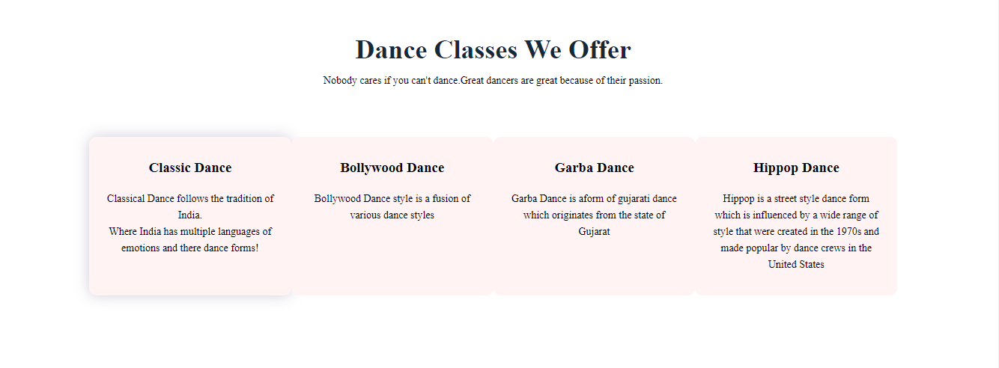 Dance Classes We Offer
Nobody cares if you can't dance.Great dancers are great because of their passion.
Classic Dance
Classical Dance follows the tradition of
India.
Where India has multiple languages of
emotions and there dance forms!
Bollywood Dance
Bollywood Dance style is a fusion of
various dance styles
Garba Dance
Garba Dance is aform of gujarati dance
which originates from the state of
Gujarat
Hippop Dance
Hippop is a street style dance form
which is influenced by a wide range of
style that were created in the 1970s and
made popular by dance crews in the
United States